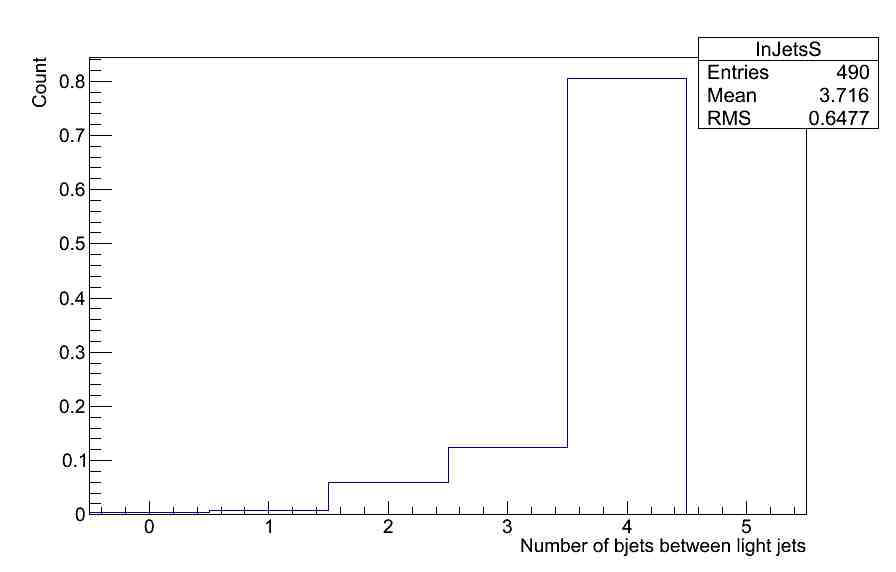 InJetsS
Entries 490
Mean 3.716
RMS 0.6477
Count
0.8
0.7
0.6
0.5
0.4
0.3
0.2
0.1
0
0 1 2 3 4 5
Number of bjets between light jets